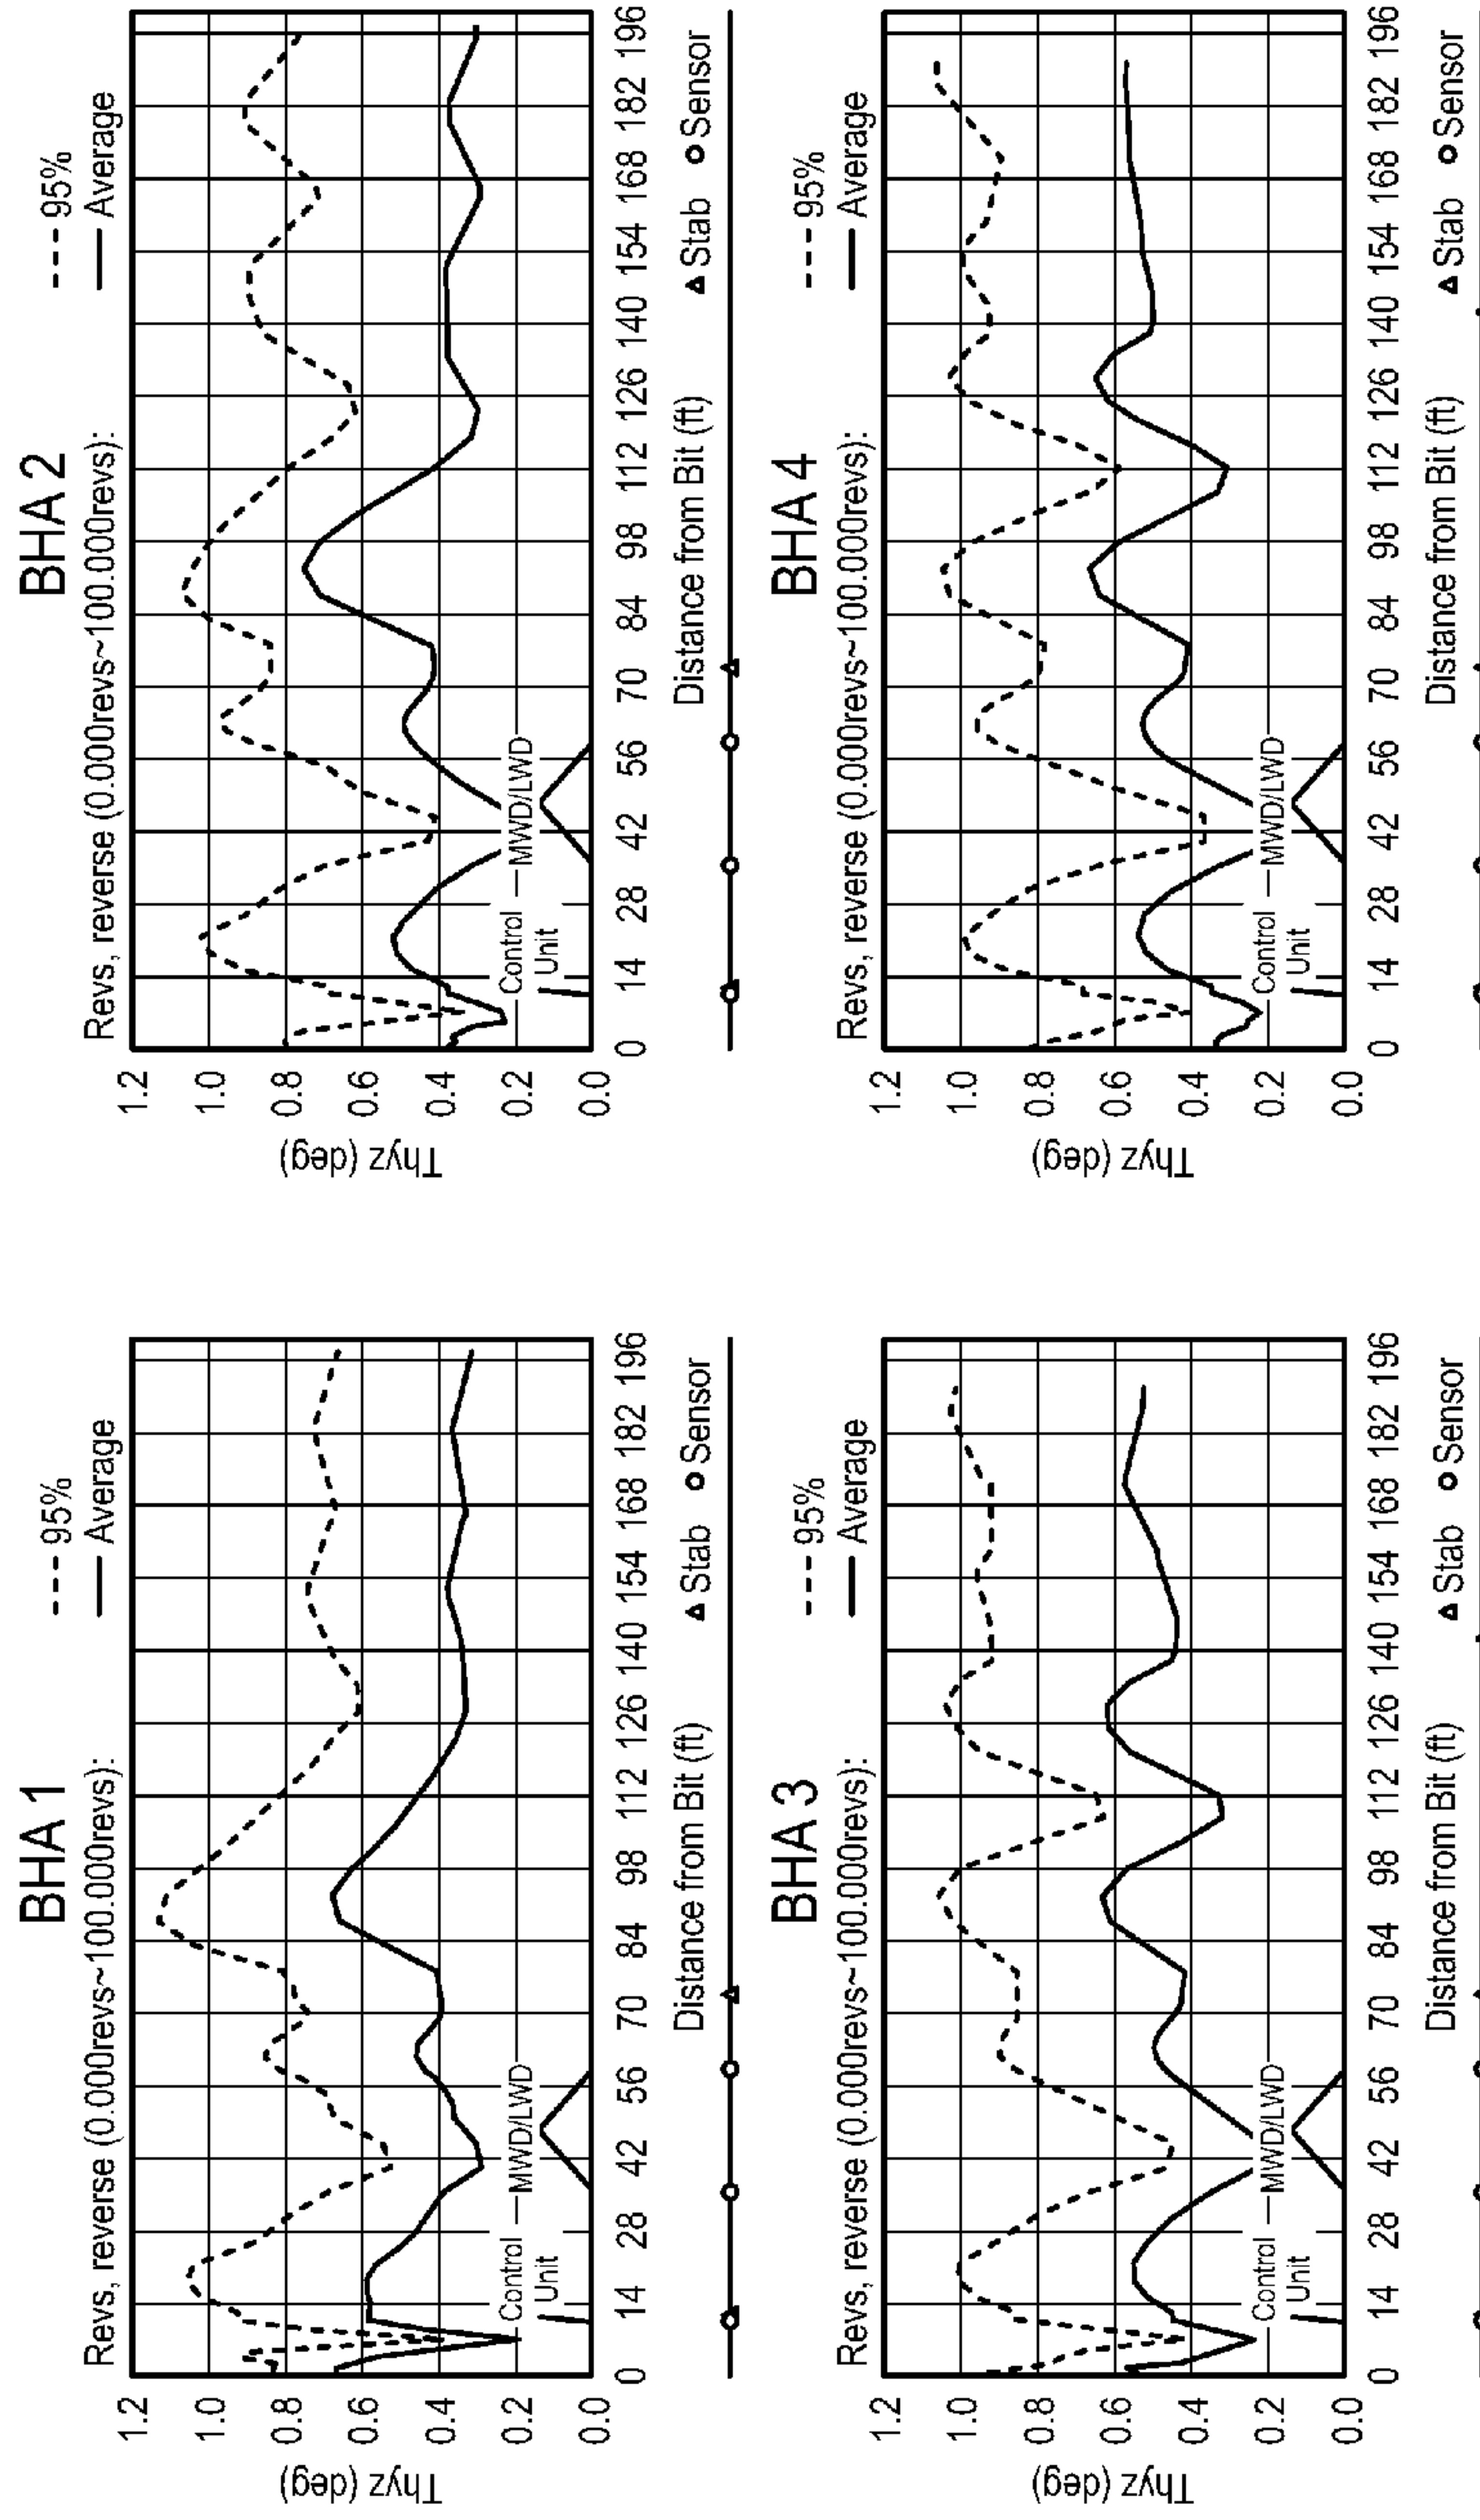 BHA 1
Revs, reverse (0.000revs~100.000revs):
--- 95%
— Average
Thyz (deg)
1.2
1.0
0.8
0.6
0.4
0.2
0.0
Control Unit
MWD/LWD
0 14 28 42 56 70 84 98 112 126 140 154 168 182 196
Distance from Bit (ft)
Stab
Sensor
BHA 2
Revs, reverse (0.000revs~100.000revs):
--- 95%
— Average
Thyz (deg)
1.2
1.0
0.8
0.6
0.4
0.2
0.0
Control Unit
MWD/LWD
0 14 28 42 56 70 84 98 112 126 140 154 168 182 196
Distance from Bit (ft)
Stab
Sensor
BHA 3
Revs, reverse (0.000revs~100.000revs):
--- 95%
— Average
Thyz (deg)
1.2
1.0
0.8
0.6
0.4
0.2
0.0
Control Unit
MWD/LWD
0 14 28 42 56 70 84 98 112 126 140 154 168 182 196
Distance from Bit (ft)
Stab
Sensor
BHA 4
Revs, reverse (0.000revs~100.000revs):
--- 95%
— Average
Thyz (deg)
1.2
1.0
0.8
0.6
0.4
0.2
0.0
Control Unit
MWD/LWD
0 14 28 42 56 70 84 98 112 126 140 154 168 182 196
Distance from Bit (ft)
Stab
Sensor